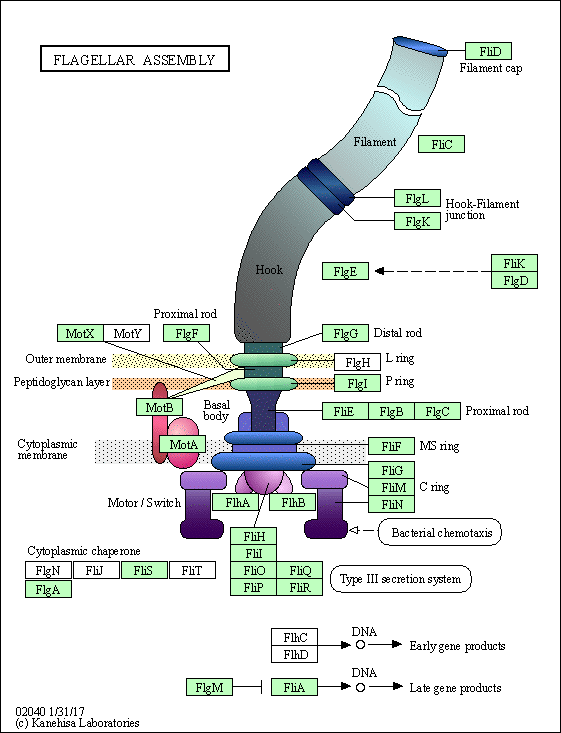 FLAGELLAR ASSEMBLY
FliD
Filament cap
Filament
FliC
FlgL
FlgK
Hook-Filament
junction
Hook
FlgE
FliK
FlgD
Proximal rod
MotX MotY FlgF
FlgG Distal rod
Outer membrane
FlgH L ring
Peptidoglycan layer
FlgI P ring
MotB
Basal
body
FliE FlgB FlgC Proximal rod
MotA
Cytoplasmic
membrane
FliF MS ring
FliG
FliM
FliN
C ring
Motor / Switch
FlhA FlhB
Bacterial chemotaxis
FliH
FliI
FliO FliQ
FliP FliR
Type III secretion system
Cytoplasmic chaperone
FlgN FliJ FliS FliT
FlgA
FlhC
FlhD
DNA
Early gene products
FlgM FliA
DNA
Late gene products
02040 1/31/17
(c) Kanehisa Laboratories